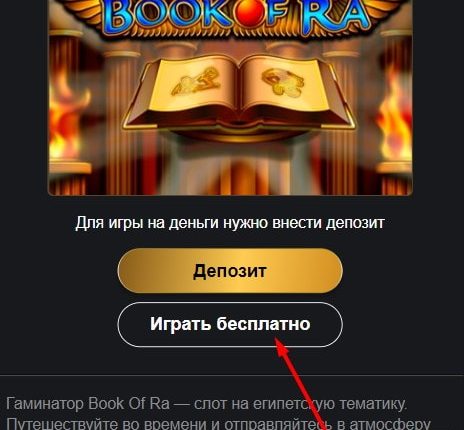 BOOK OF RA
Для игры на деньги нужно внести депозит
Депозит
Играть бесплатно
Гаминатор Book Of Ra — слот на египетскую тематику.
Путешествуйте во времени и отправляйтесь в атмосферу